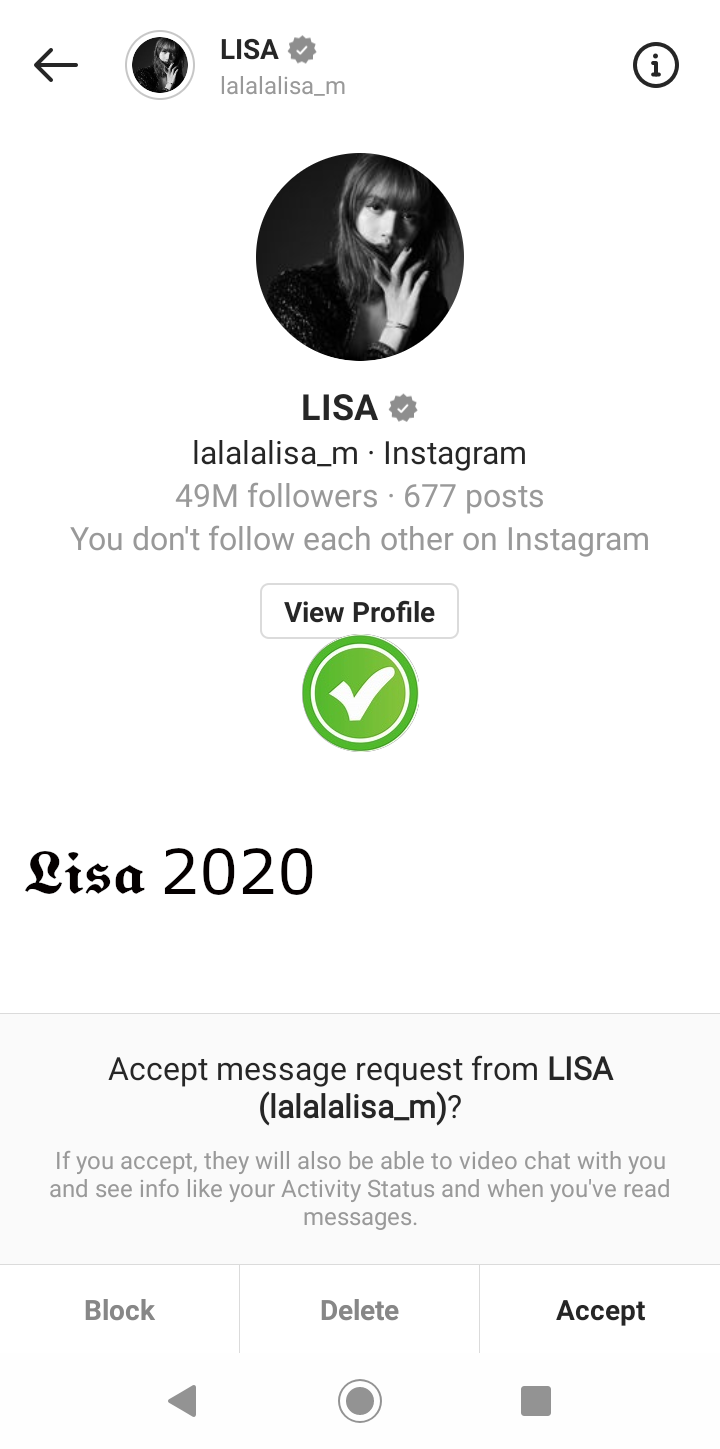 LISA
lalalalisa_m
LISA
lalalalisa_m · Instagram
49M followers · 677 posts
You don't follow each other on Instagram
View Profile
𝕷𝖎𝖘𝖆 2020
Accept message request from LISA
(lalalalisa_m)?
If you accept, they will also be able to video chat with you
and see info like your Activity Status and when you've read
messages.
Block
Delete
Accept